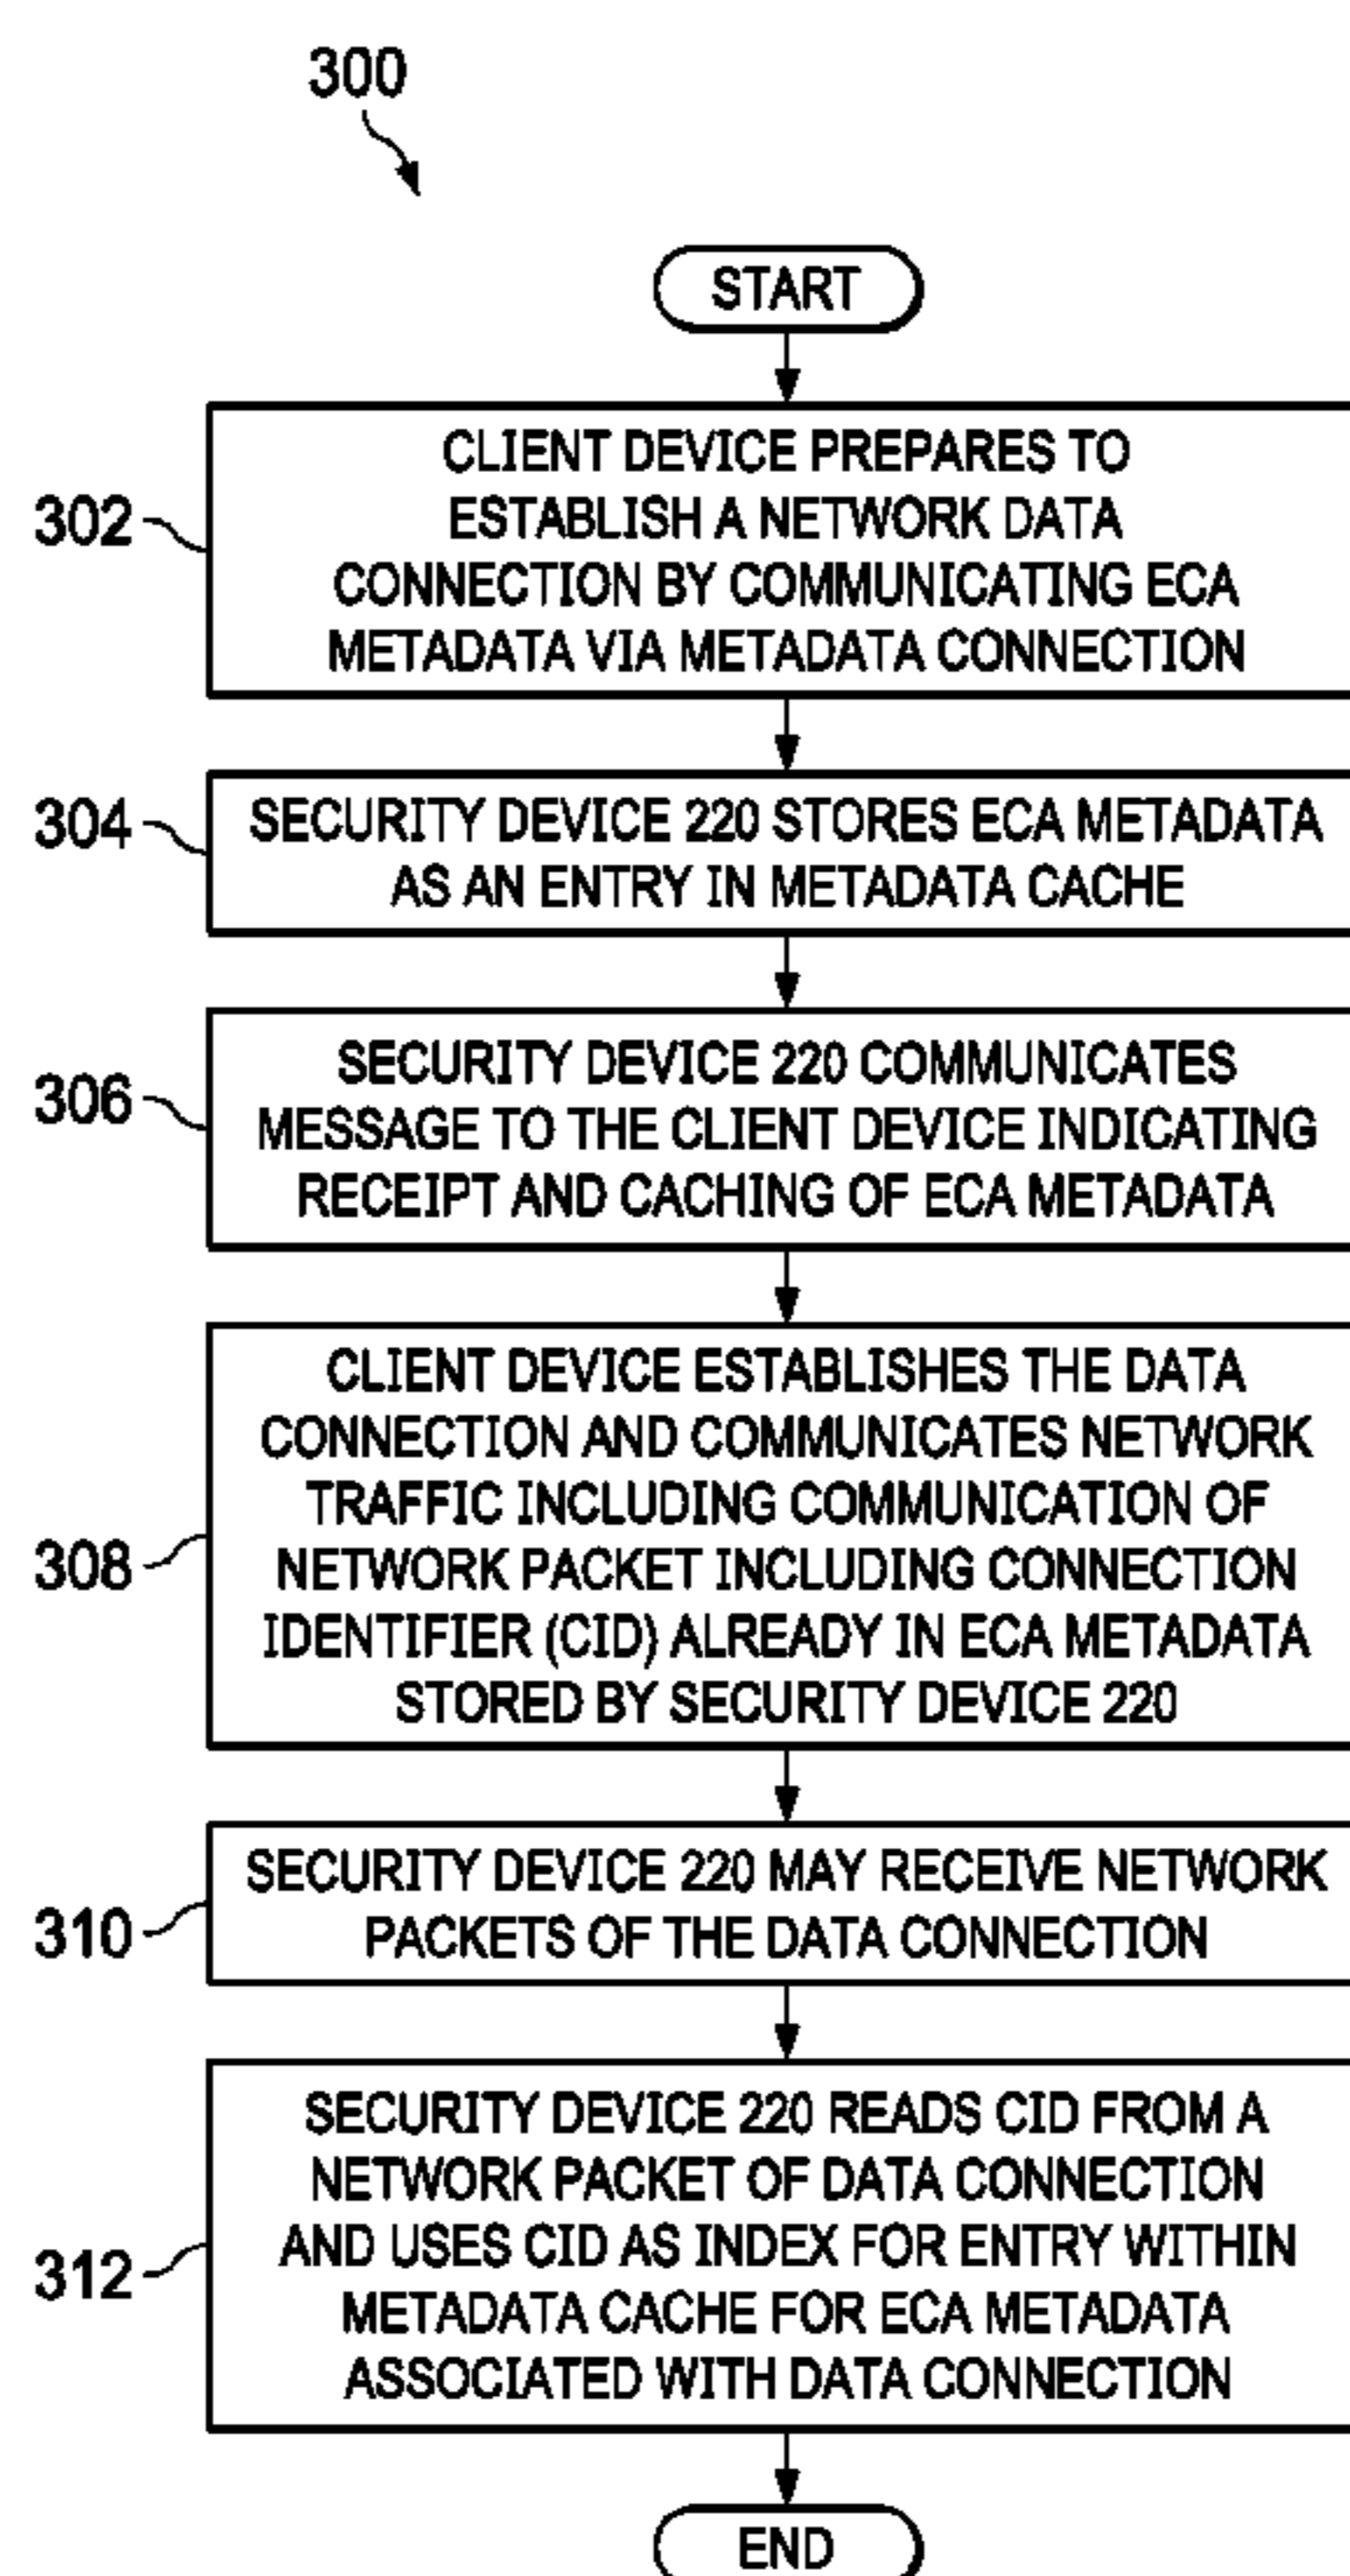 300
START
302
CLIENT DEVICE PREPARES TO
ESTABLISH A NETWORK DATA
CONNECTION BY COMMUNICATING ECA
METADATA VIA METADATA CONNECTION
304
SECURITY DEVICE 220 STORES ECA METADATA
AS AN ENTRY IN METADATA CACHE
306
SECURITY DEVICE 220 COMMUNICATES
MESSAGE TO THE CLIENT DEVICE INDICATING
RECEIPT AND CACHING OF ECA METADATA
308
CLIENT DEVICE ESTABLISHES THE DATA
CONNECTION AND COMMUNICATES NETWORK
TRAFFIC INCLUDING COMMUNICATION OF
NETWORK PACKET INCLUDING CONNECTION
IDENTIFIER (CID) ALREADY IN ECA METADATA
STORED BY SECURITY DEVICE 220
310
SECURITY DEVICE 220 MAY RECEIVE NETWORK
PACKETS OF THE DATA CONNECTION
312
SECURITY DEVICE 220 READS CID FROM A
NETWORK PACKET OF DATA CONNECTION
AND USES CID AS INDEX FOR ENTRY WITHIN
METADATA CACHE FOR ECA METADATA
ASSOCIATED WITH DATA CONNECTION
END